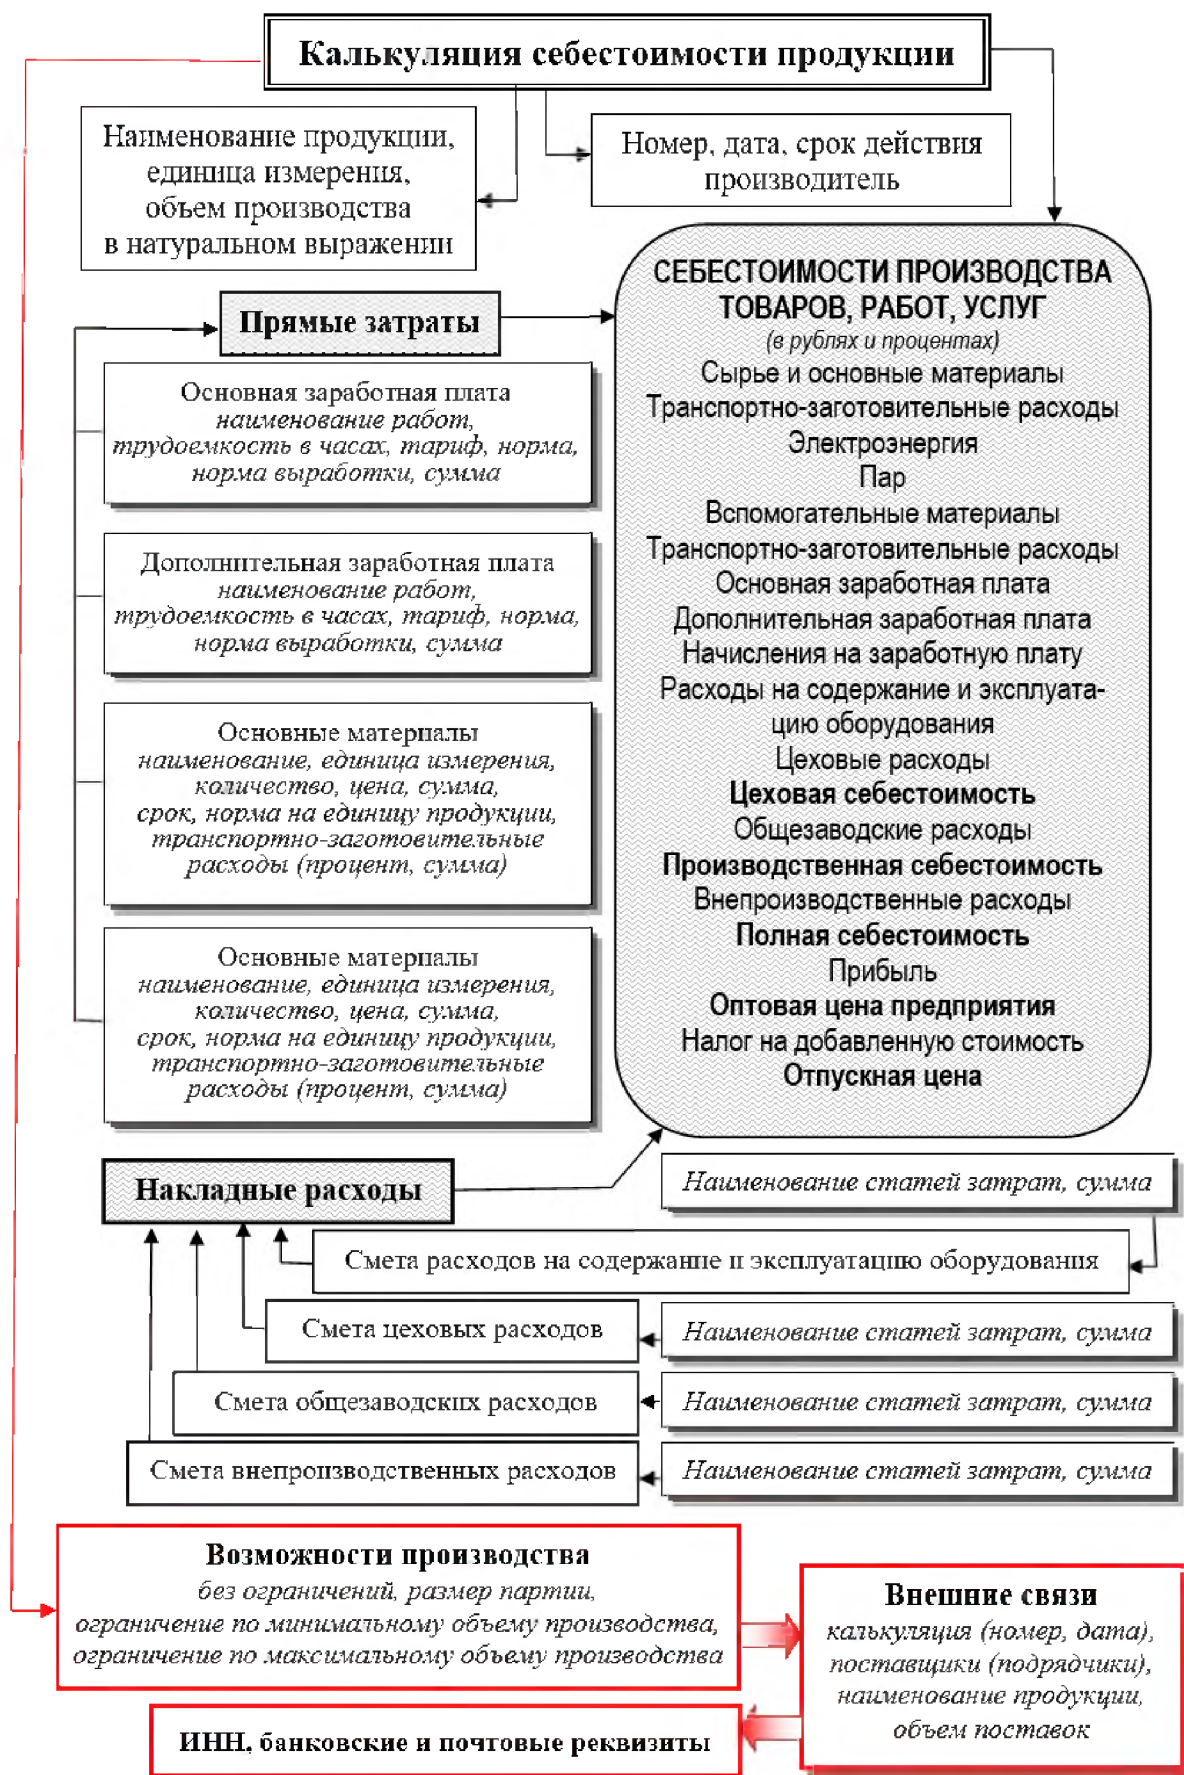 Калькуляция себестоимости продукции
Наименование продукции,
единица измерения,
объем производства
в натуральном выражении
Номер, дата, срок действия
производитель
Прямые затраты
Основная заработная плата
наименование работ,
трудоемкость в часах, тариф, норма,
норма выработки, сумма
Дополнительная заработная плата
наименование работ,
трудоемкость в часах, тариф, норма,
норма выработки, сумма
Основные материалы
наименование, единица измерения,
количество, цена, сумма,
срок, норма на единицу продукции,
транспортно-заготовительные
расходы (процент, сумма)
Основные материалы
наименование, единица измерения,
количество, цена, сумма,
срок, норма на единицу продукции,
транспортно-заготовительные
расходы (процент, сумма)
СЕБЕСТОИМОСТИ ПРОИЗВОДСТВА
ТОВАРОВ, РАБОТ, УСЛУГ
(в рублях и процентах)
Сырье и основные материалы
Транспортно-заготовительные расходы
Электроэнергия
Пар
Вспомогательные материалы
Транспортно-заготовительные расходы
Основная заработная плата
Дополнительная заработная плата
Начисления на заработную плату
Расходы на содержание и эксплуата-
цию оборудования
Цеховые расходы
Цеховая себестоимость
Общезаводские расходы
Производственная себестоимость
Внепроизводственные расходы
Полная себестоимость
Прибыль
Оптовая цена предприятия
Налог на добавленную стоимость
Отпускная цена
Накладные расходы
Наименование статей затрат, сумма
Смета расходов на содержание и эксплуатацию оборудования
Смета цеховых расходов
Наименование статей затрат, сумма
Смета общезаводских расходов
Наименование статей затрат, сумма
Смета внепроизводственных расходов
Наименование статей затрат, сумма
Возможности производства
без ограничений, размер партии,
ограничение по минимальному объему производства,
ограничение по максимальному объему производства
Внешние связи
калькуляция (номер, дата),
поставщики (подрядчики),
наименование продукции,
объем поставок
ИНН, банковские и почтовые реквизиты